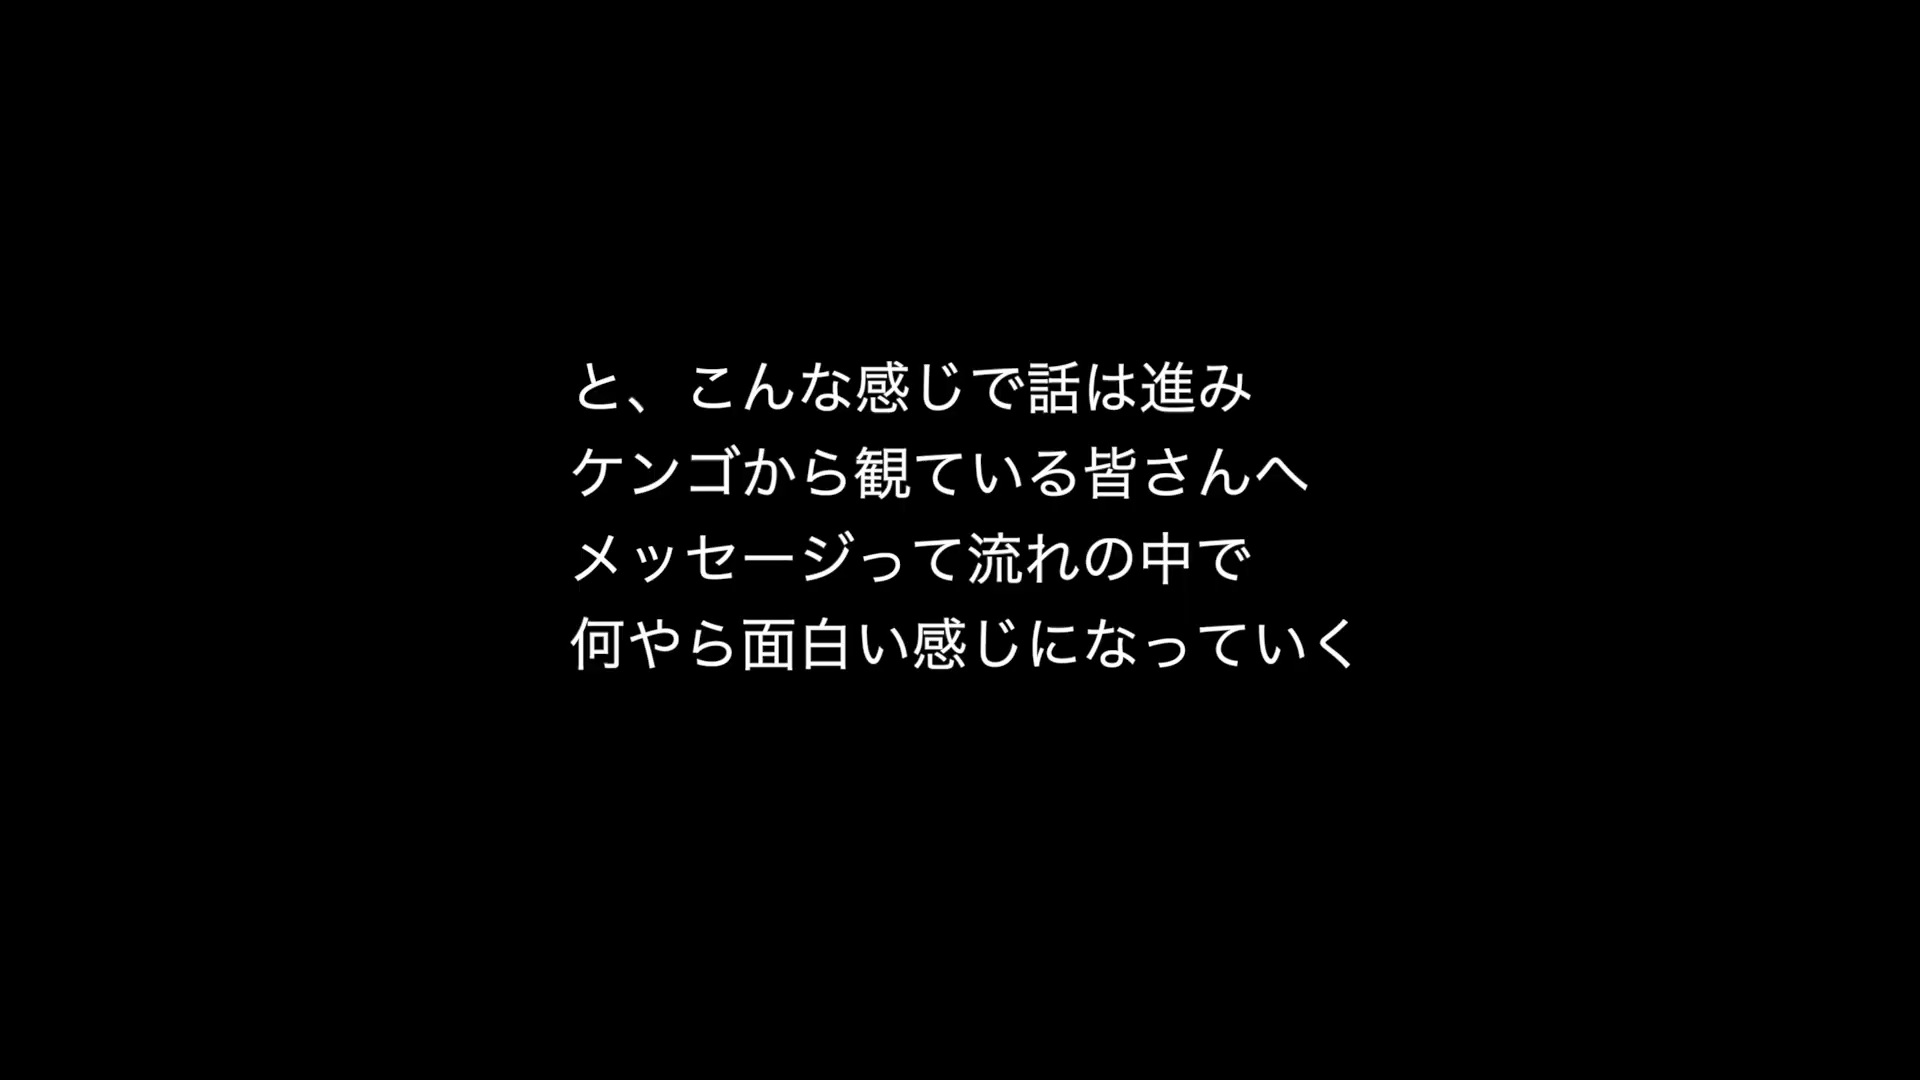 と、こんな感じで話は進み
ケンゴから観ている皆さんへ
メッセージって流れの中で
何やら面白い感じになっていく